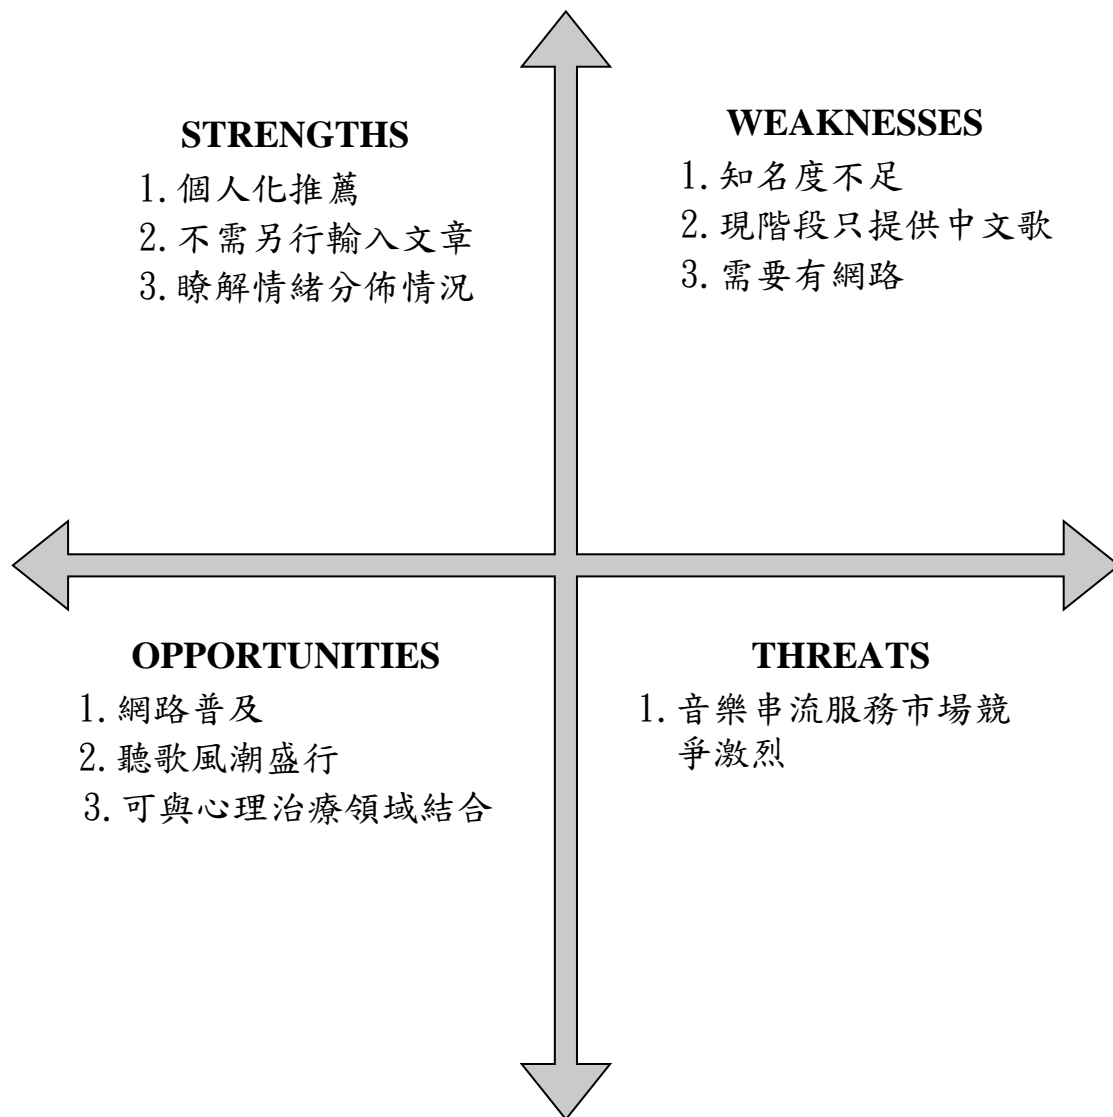 STRENGTHS
1. 個人化推薦
2. 不需另行輸入文章
3. 瞭解情緒分佈情況
WEAKNESSES
1. 知名度不足
2. 現階段只提供中文歌
3. 需要有網路
OPPORTUNITIES
1. 網路普及
2. 聽歌風潮盛行
3. 可與心理治療領域結合
THREATS
1. 音樂串流服務市場競
爭激烈